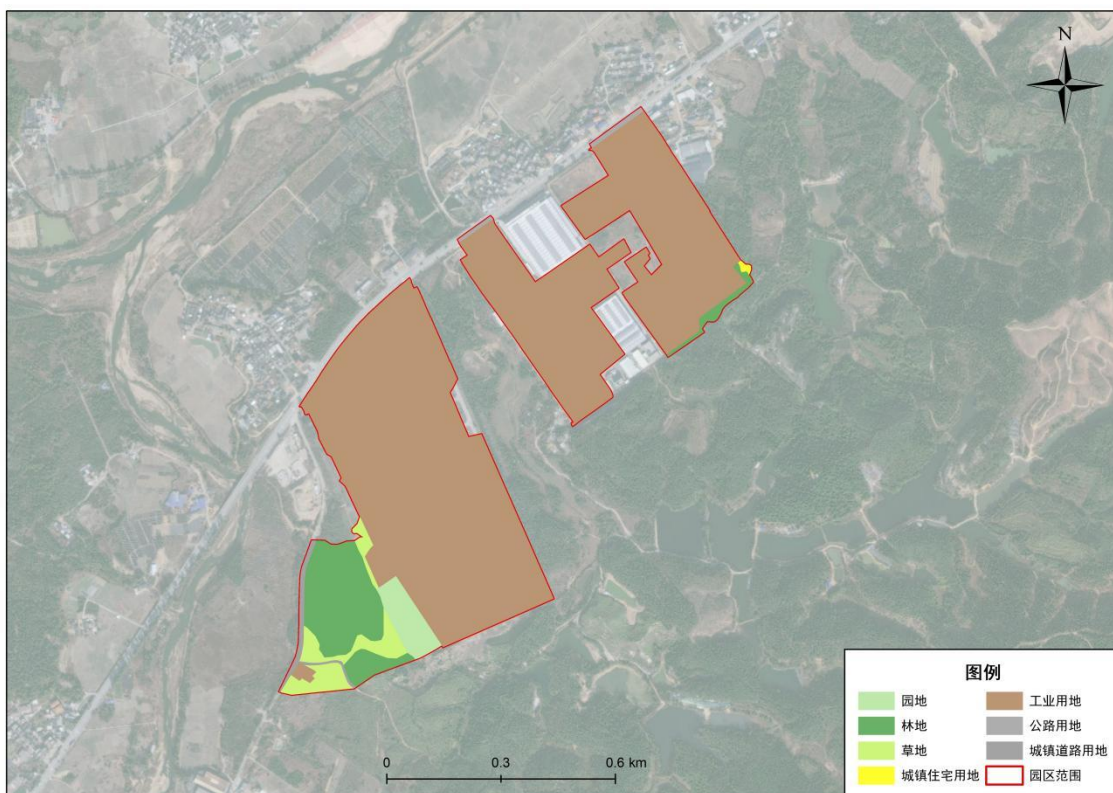 N
图例
园地
工业用地
林地
公路用地
草地
城镇道路用地
城镇住宅用地
园区范围
0 0.3 0.6 km